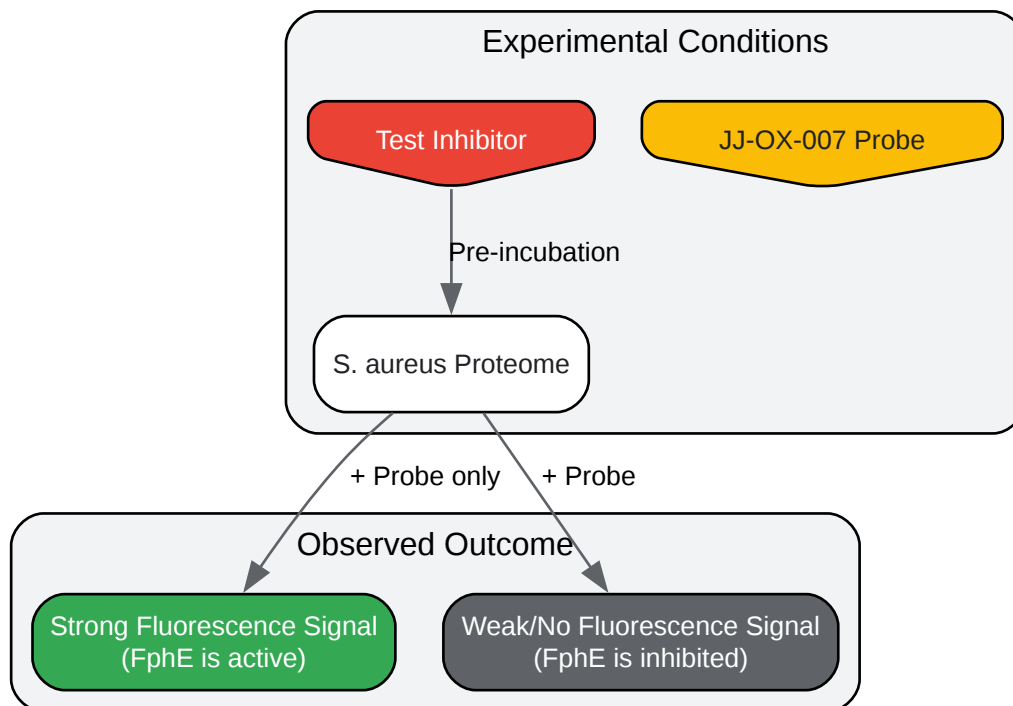 Experimental Conditions
Test Inhibitor
JJ-OX-007 Probe
Pre-incubation
S. aureus Proteome
+ Probe only
+ Probe
Observed Outcome
Strong Fluorescence Signal
(FphE is active)
Weak/No Fluorescence Signal
(FphE is inhibited)